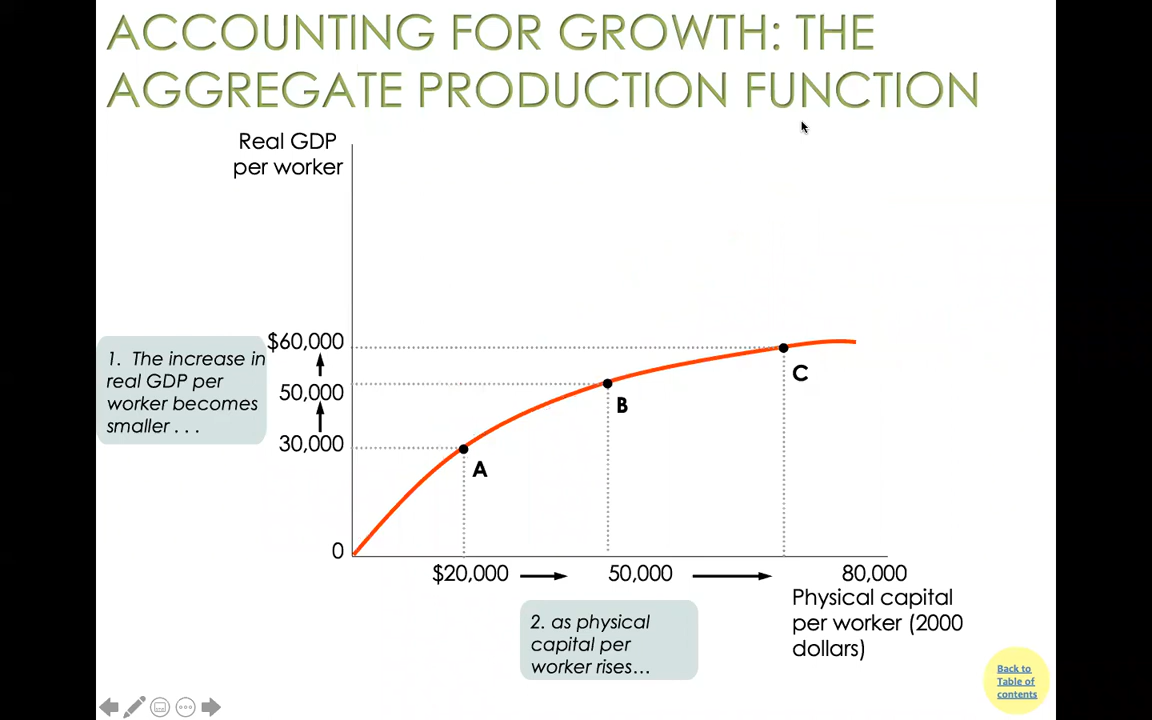 ACCOUNTING FOR GROWTH: THE
AGGREGATE PRODUCTION FUNCTION
Real GDP
per worker
$60,000
50,000
30,000
0
1. The increase in
real GDP per
worker becomes
smaller . . .
A
B
C
$20,000
50,000
80,000
Physical capital
per worker (2000
dollars)
2. as physical
capital per
worker rises...
Back to
Table of
contents